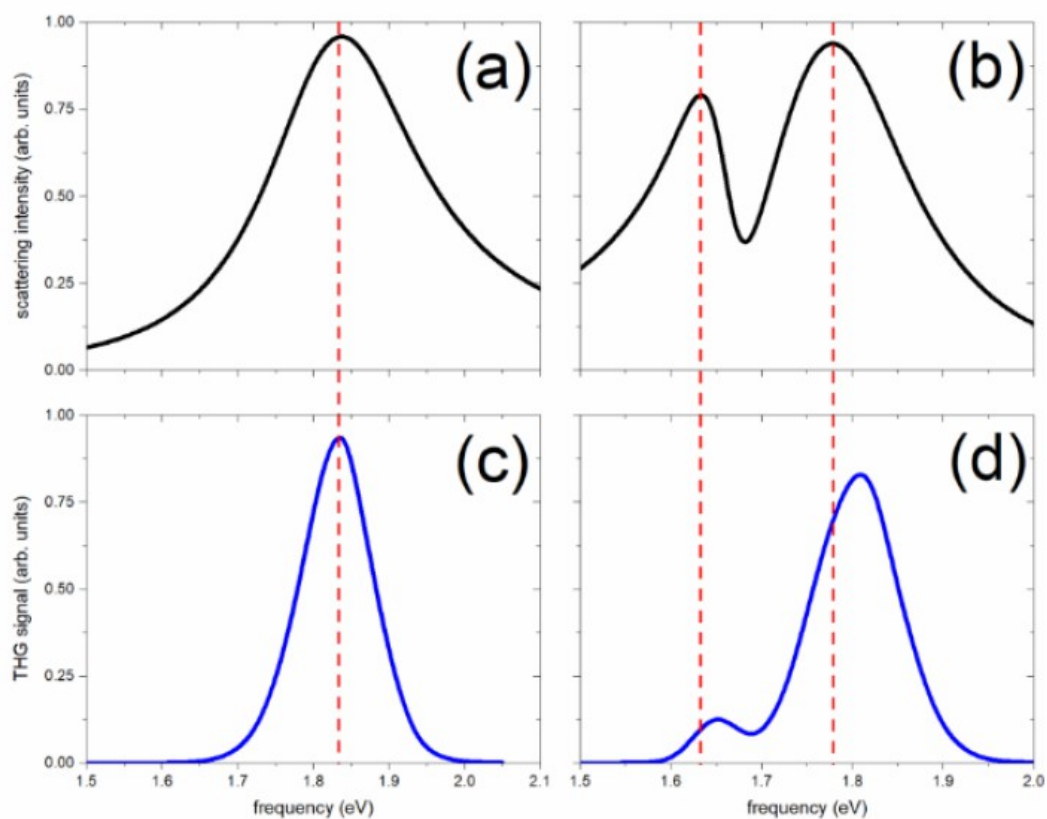 1.00
0.75
0.50
0.25
0.00
scattering intensity (arb. units)
(a)
(b)
1.00
0.75
0.50
0.25
0.00
THG signal (arb. units)
(c)
(d)
1.5 1.6 1.7 1.8 1.9 2.0 2.1
frequency (eV)
1.5 1.6 1.7 1.8 1.9 2.0
frequency (eV)